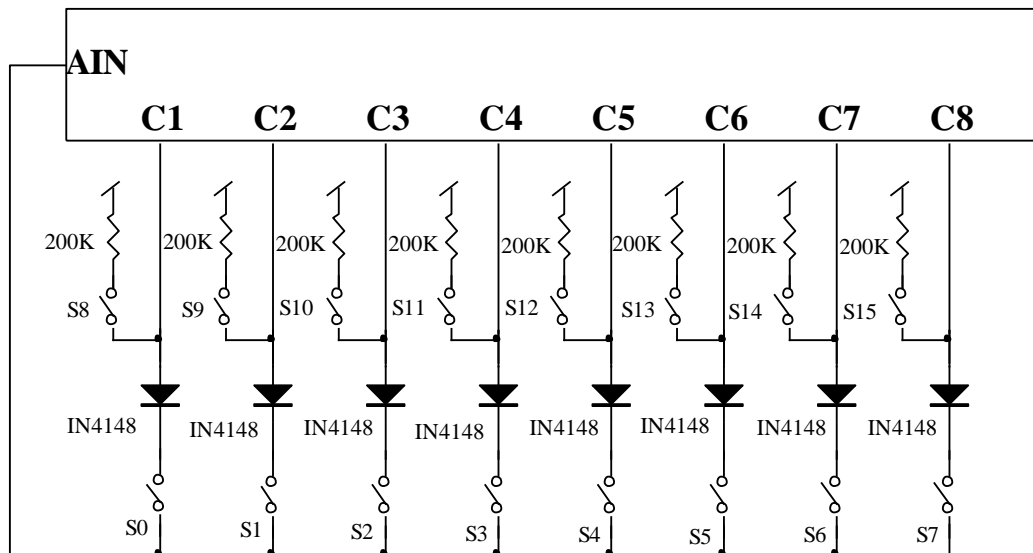 AIN
C1 C2 C3 C4 C5 C6 C7 C8
200K 200K 200K 200K 200K 200K 200K 200K
S8 S9 S10 S11 S12 S13 S14 S15
IN4148 IN4148 IN4148 IN4148 IN4148 IN4148 IN4148 IN4148
S0 S1 S2 S3 S4 S5 S6 S7